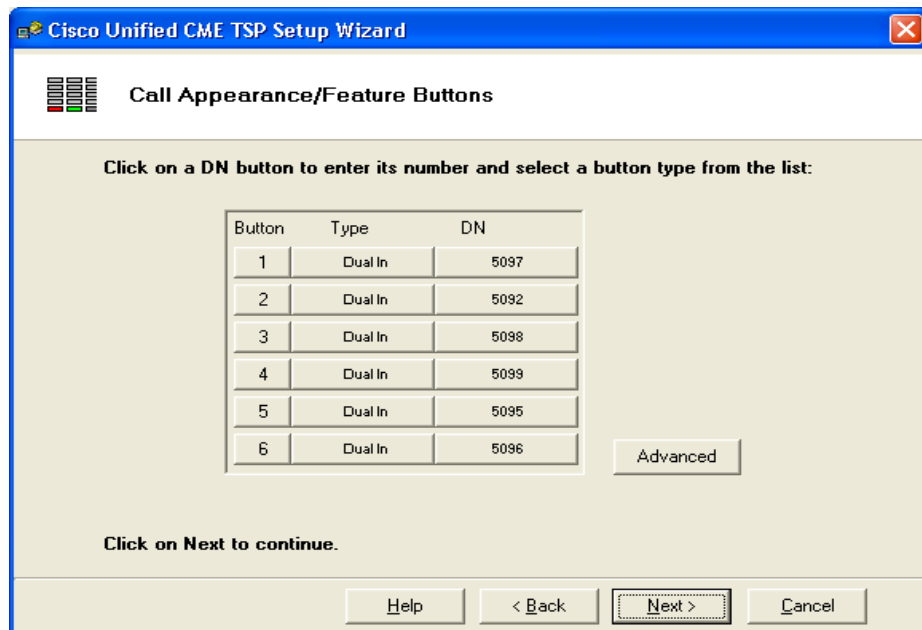 Cisco Unified CME TSP Setup Wizard
Call Appearance/Feature Buttons
Click on a DN button to enter its number and select a button type from the list:
Button Type DN
1 Dual In 5097
2 Dual In 5092
3 Dual In 5098
4 Dual In 5099
5 Dual In 5095
6 Dual In 5096
Advanced
Click on Next to continue.
Help < Back Next > Cancel